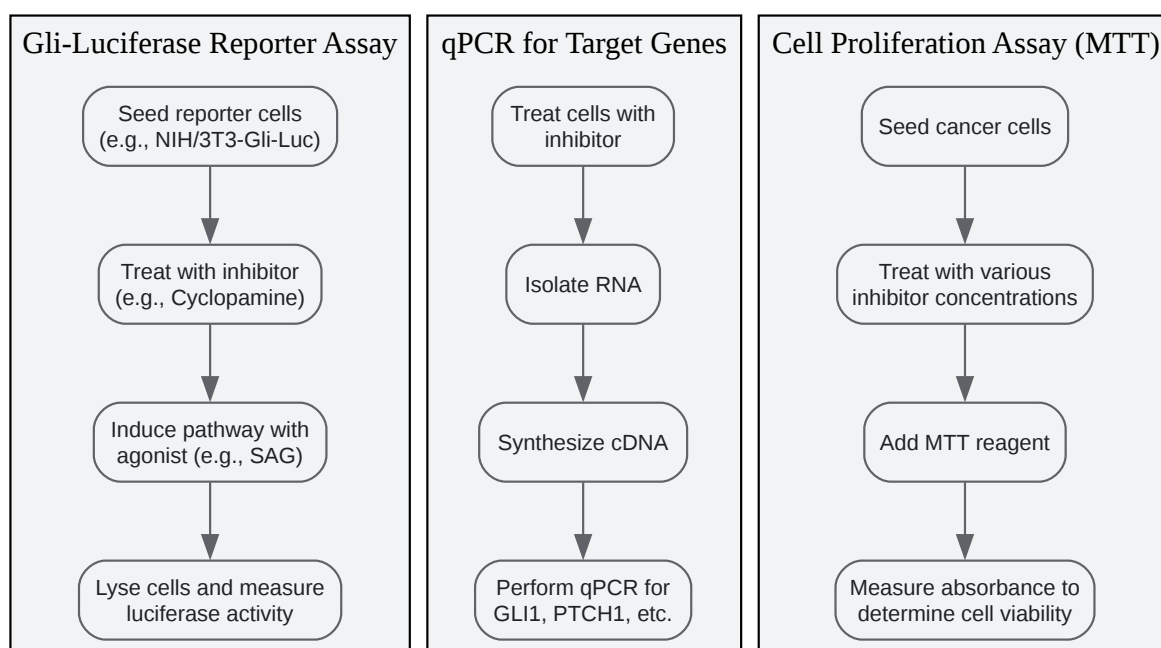 Gli-Luciferase Reporter Assay
Seed reporter cells
(e.g., NIH/3T3-Gli-Luc)
Treat with inhibitor
(e.g., Cyclopamine)
Induce pathway with
agonist (e.g., SAG)
Lyse cells and measure
luciferase activity
qPCR for Target Genes
Treat cells with
inhibitor
Isolate RNA
Synthesize cDNA
Perform qPCR for
GLI1, PTCH1, etc.
Cell Proliferation Assay (MTT)
Seed cancer cells
Treat with various
inhibitor concentrations
Add MTT reagent
Measure absorbance to
determine cell viability